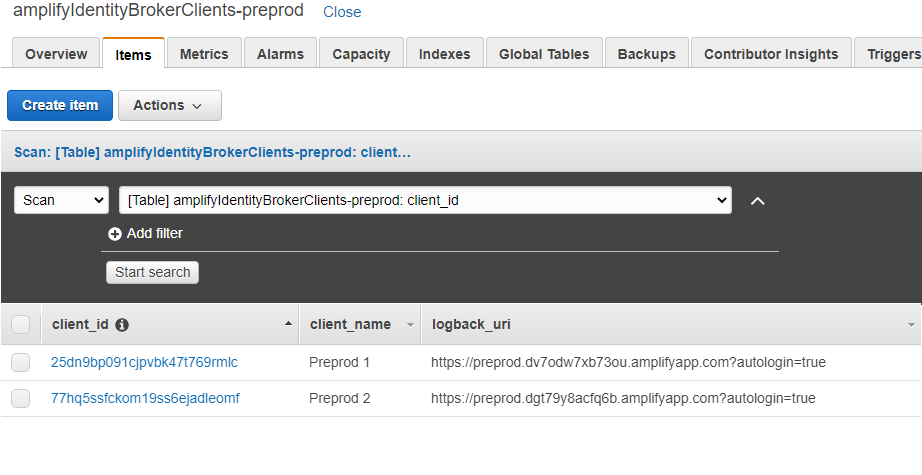 amplifyIdentityBrokerClients-preprod Close
Overview Items Metrics Alarms Capacity Indexes Global Tables Backups Contributor Insights Triggers
Create item Actions
Scan: [Table] amplifyIdentityBrokerClients-preprod: client…
Scan [Table] amplifyIdentityBrokerClients-preprod: client_id
Add filter
Start search
client_id client_name logback_uri
25dn9bp091cjpvbk47t769rmlc Preprod 1 https://preprod.dv7odw7xb73ou.amplifyapp.com?autologin=true
77hq5ssfckom19ss6ejadleomf Preprod 2 https://preprod.dgt79y8acfq6b.amplifyapp.com?autologin=true